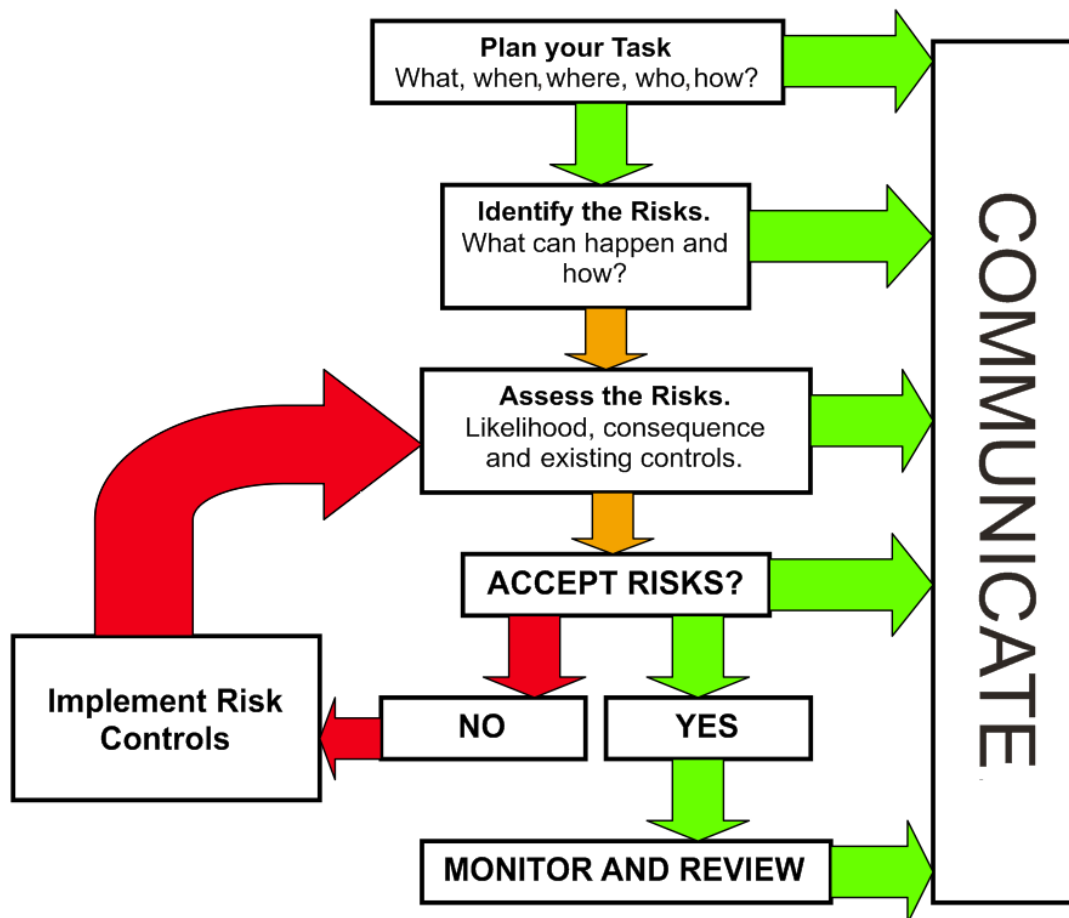 Plan your Task
What, when, where, who, how?
Identify the Risks.
What can happen and
how?
Assess the Risks.
Likelihood, consequence
and existing controls.
ACCEPT RISKS?
NO
YES
Implement Risk
Controls
MONITOR AND REVIEW
COMMUNICATE